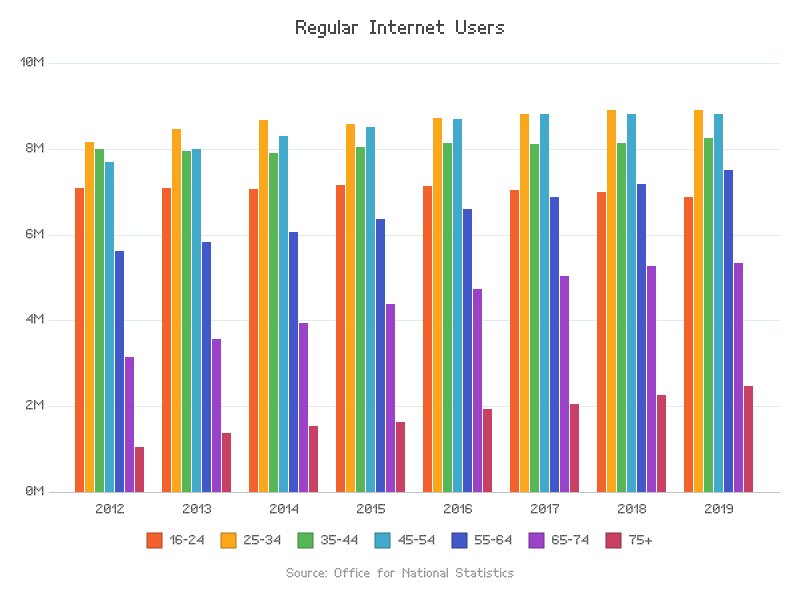 Regular Internet Users
10M
8M
6M
4M
2M
0M
2012 2013 2014 2015 2016 2017 2018 2019
16-24 25-34 35-44 45-54 55-64 65-74 75+
Source: Office for National Statistics